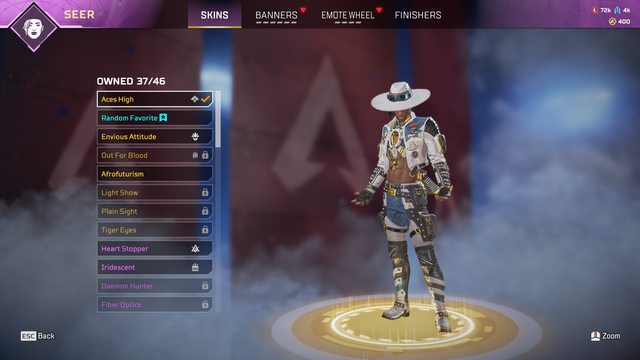 SEER
SKINS
BANNERS
EMOTE WHEEL
FINISHERS
72k 4k
400
OWNED 37/46
Aces High
Random Favorite
Envious Attitude
Out For Blood
Afrofuturism
Light Show
Plain Sight
Tiger Eyes
Heart Stopper
Iridescent
Daemon Hunter
Fiber Optics
ESC Back
Zoom